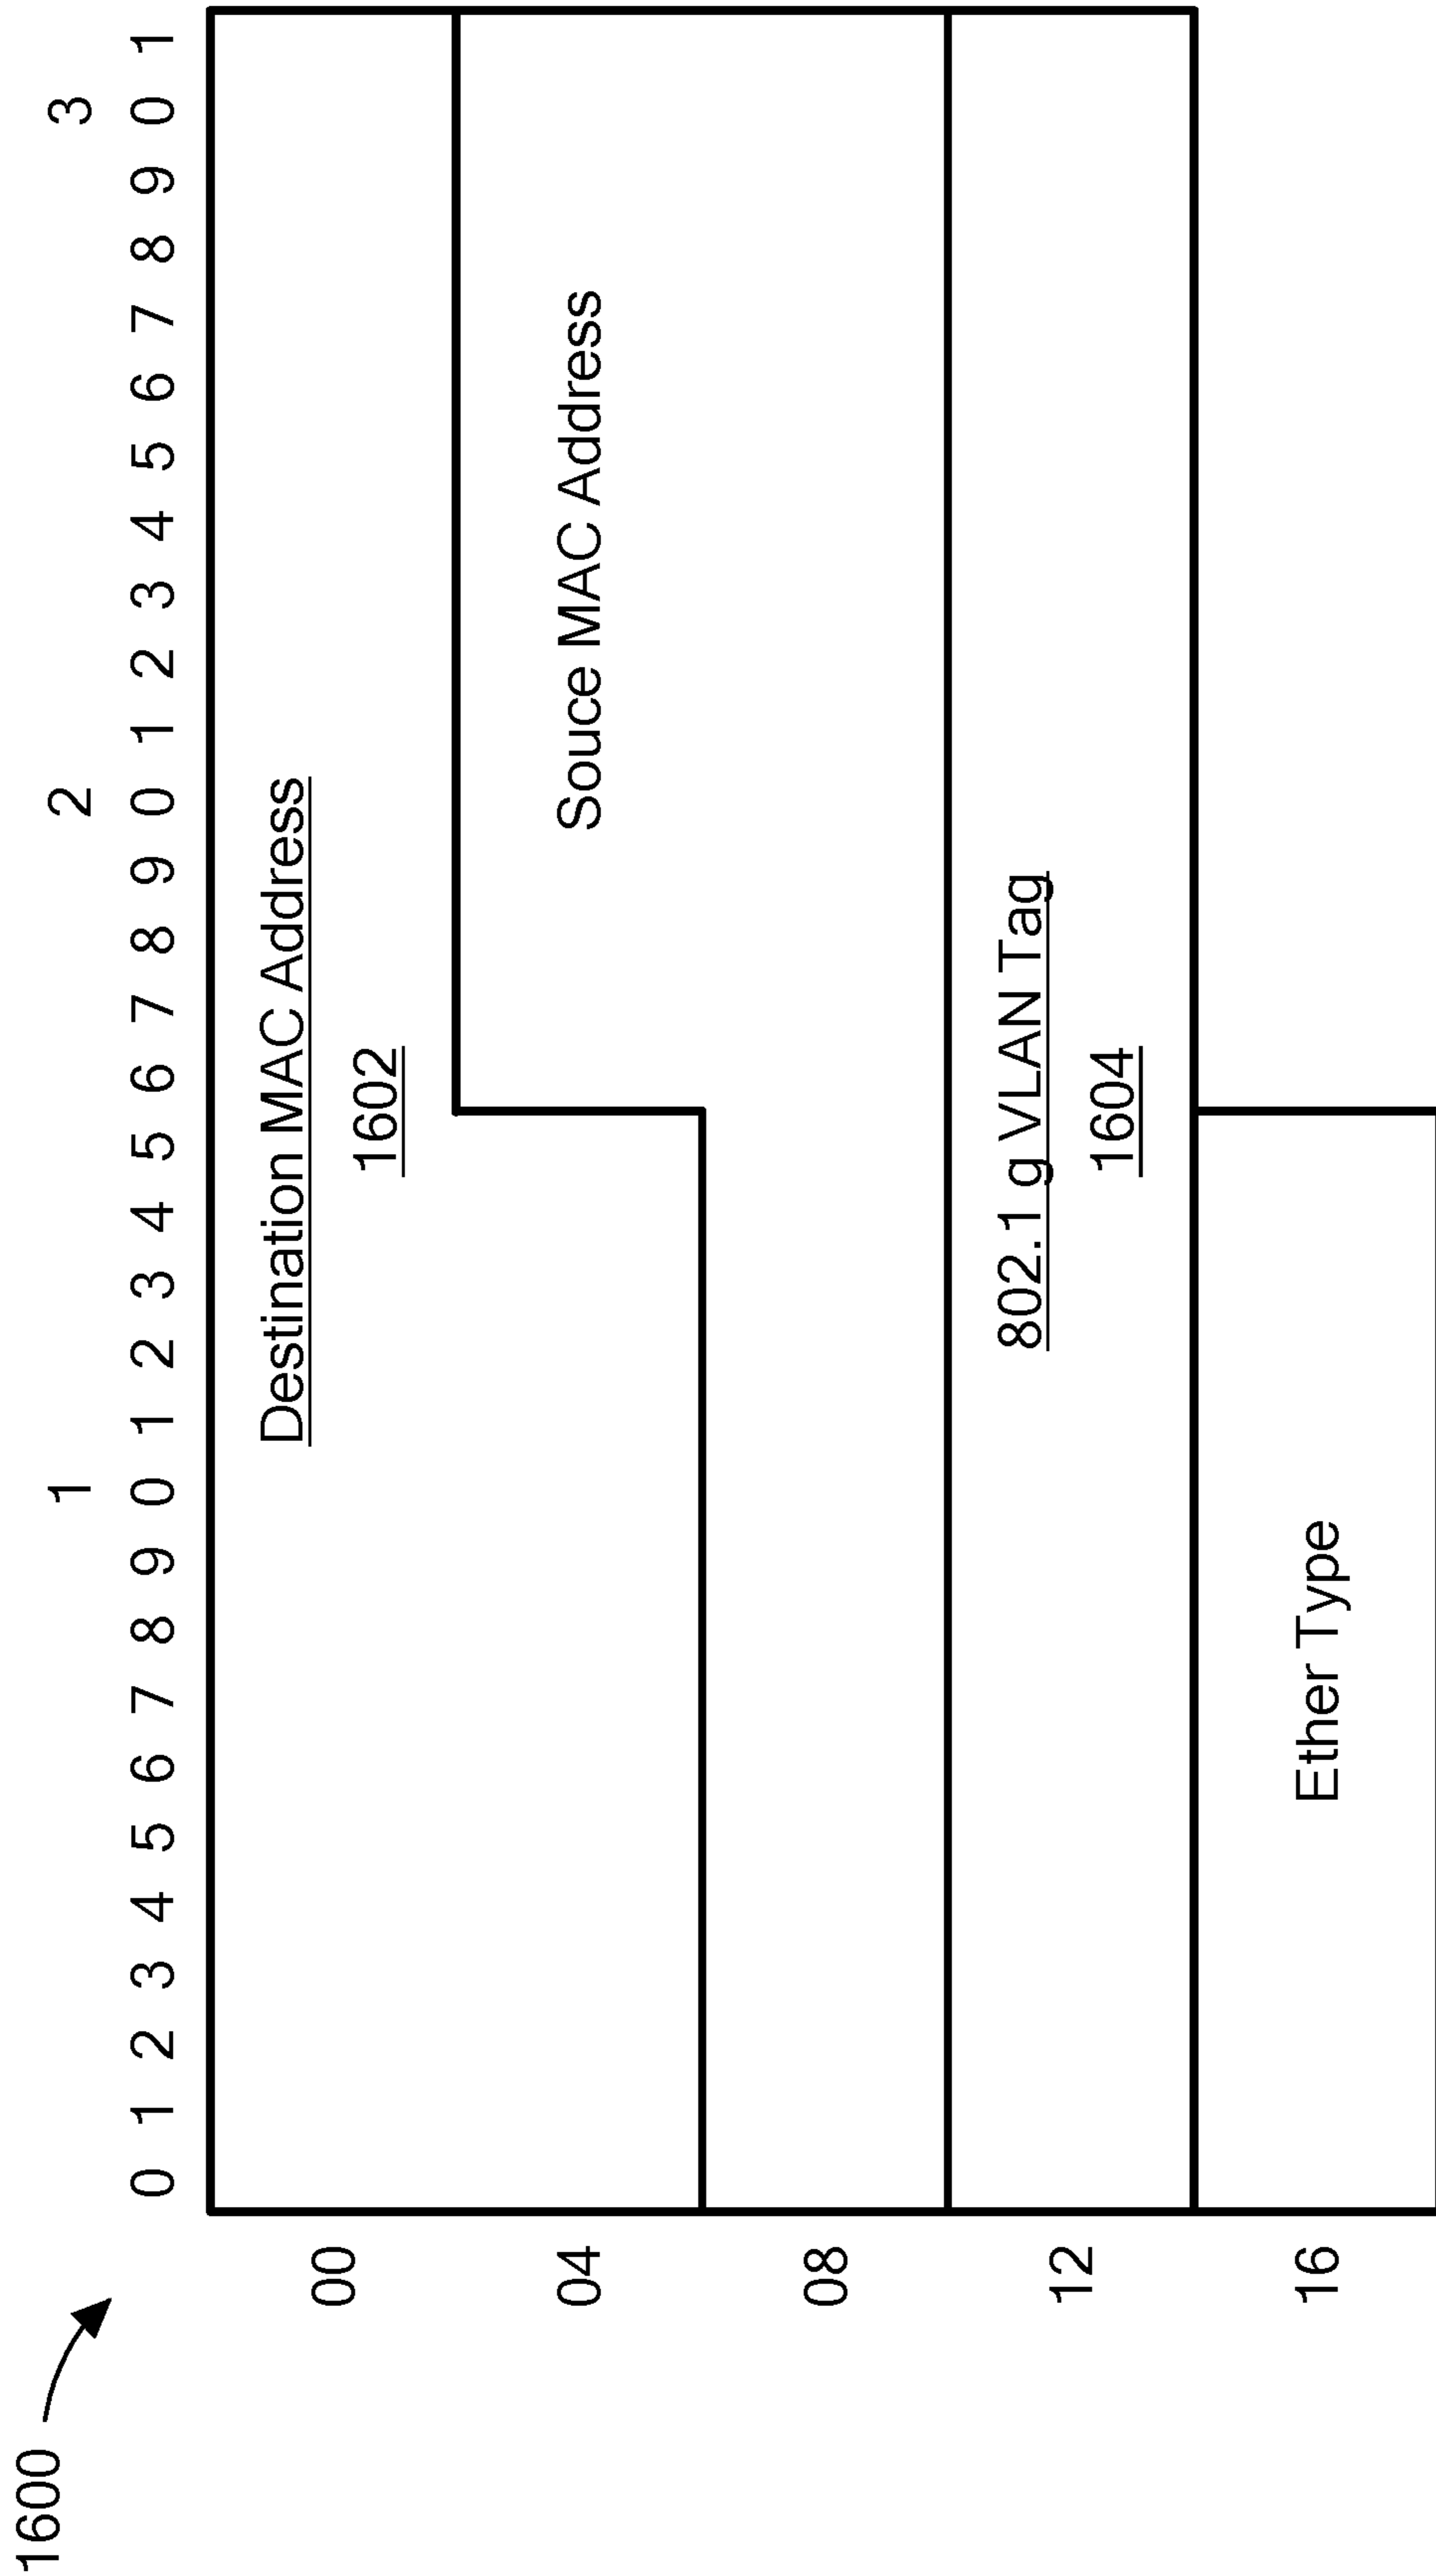 1600
1 2 3
0 1 2 3 4 5 6 7 8 9 0 1 2 3 4 5 6 7 8 9 0 1 2 3 4 5 6 7 8 9 0 1
00
Destination MAC Address
1602
04
Souce MAC Address
08
12
802.1 g VLAN Tag
1604
16
Ether Type